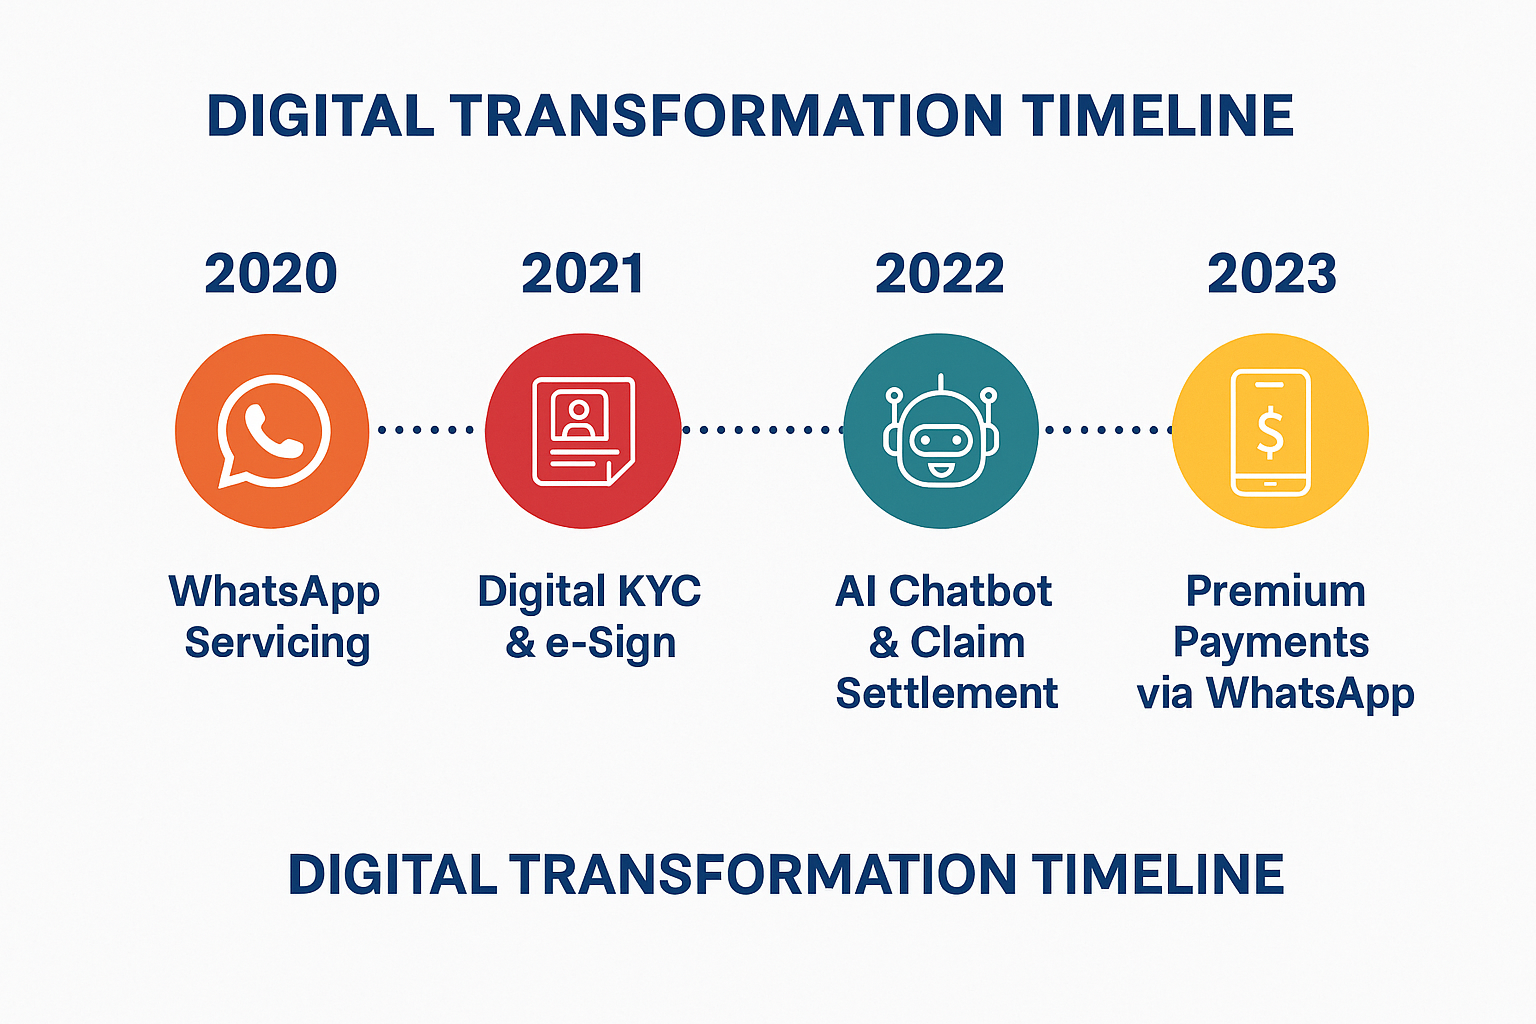 DIGITAL TRANSFORMATION TIMELINE
2020
2021
2022
2023
$
WhatsApp
Servicing
Digital KYC
& e-Sign
AI Chatbot
& Claim
Settlement
Premium
Payments
via WhatsApp
DIGITAL TRANSFORMATION TIMELINE